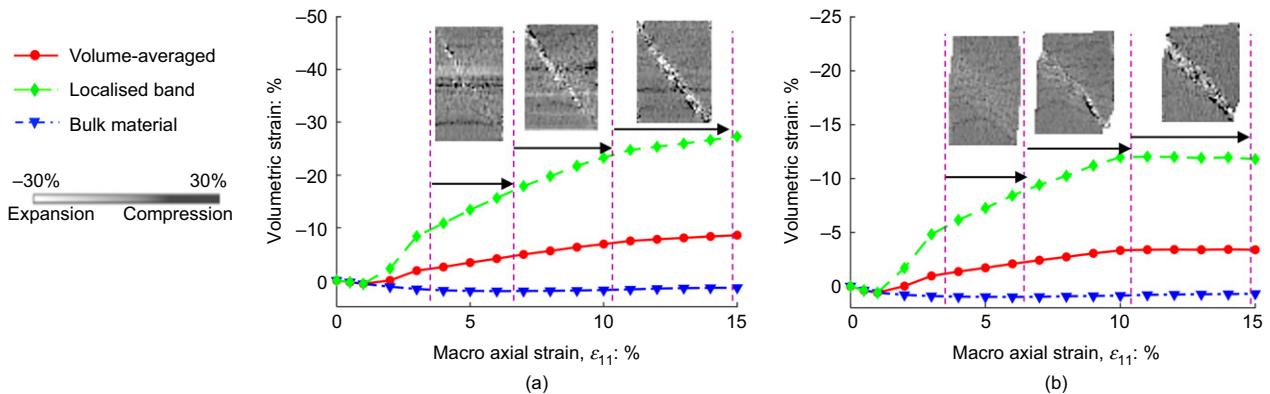 Volume-averaged
Localised band
Bulk material
–30% 30%
Expansion Compression
Volumetric strain: %
–50
–40
–30
–20
–10
0
10
0 5 10 15
Macro axial strain, ε11: %
(a)
Volumetric strain: %
–25
–20
–15
–10
–5
0
5
0 5 10 15
Macro axial strain, ε11: %
(b)